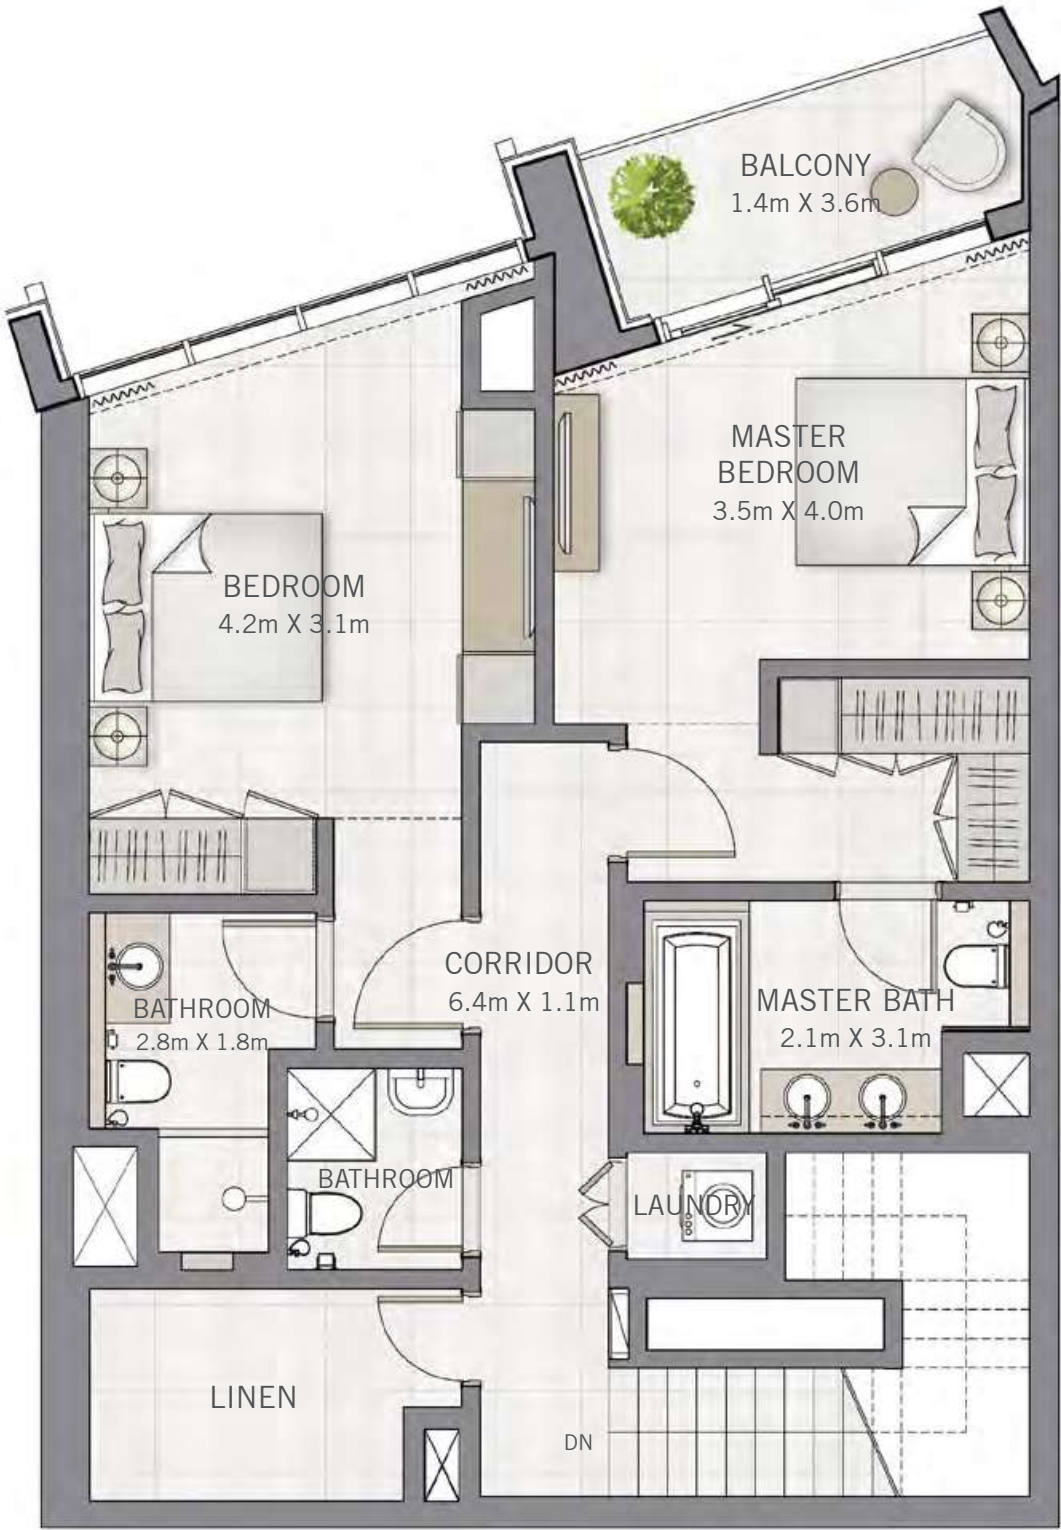 BALCONY
1.4m X 3.6m
MASTER
BEDROOM
3.5m X 4.0m
BEDROOM
4.2m X 3.1m
CORRIDOR
6.4m X 1.1m
BATHROOM
2.8m X 1.8m
MASTER BATH
2.1m X 3.1m
BATHROOM
LAUNDRY
LINEN
DN